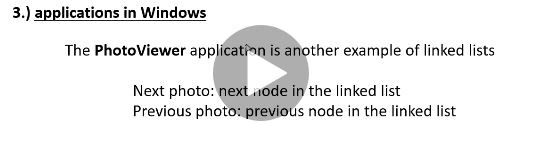 3.) applications in Windows
The PhotoViewer application is another example of linked lists
Next photo: next node in the linked list
Previous photo: previous node in the linked list